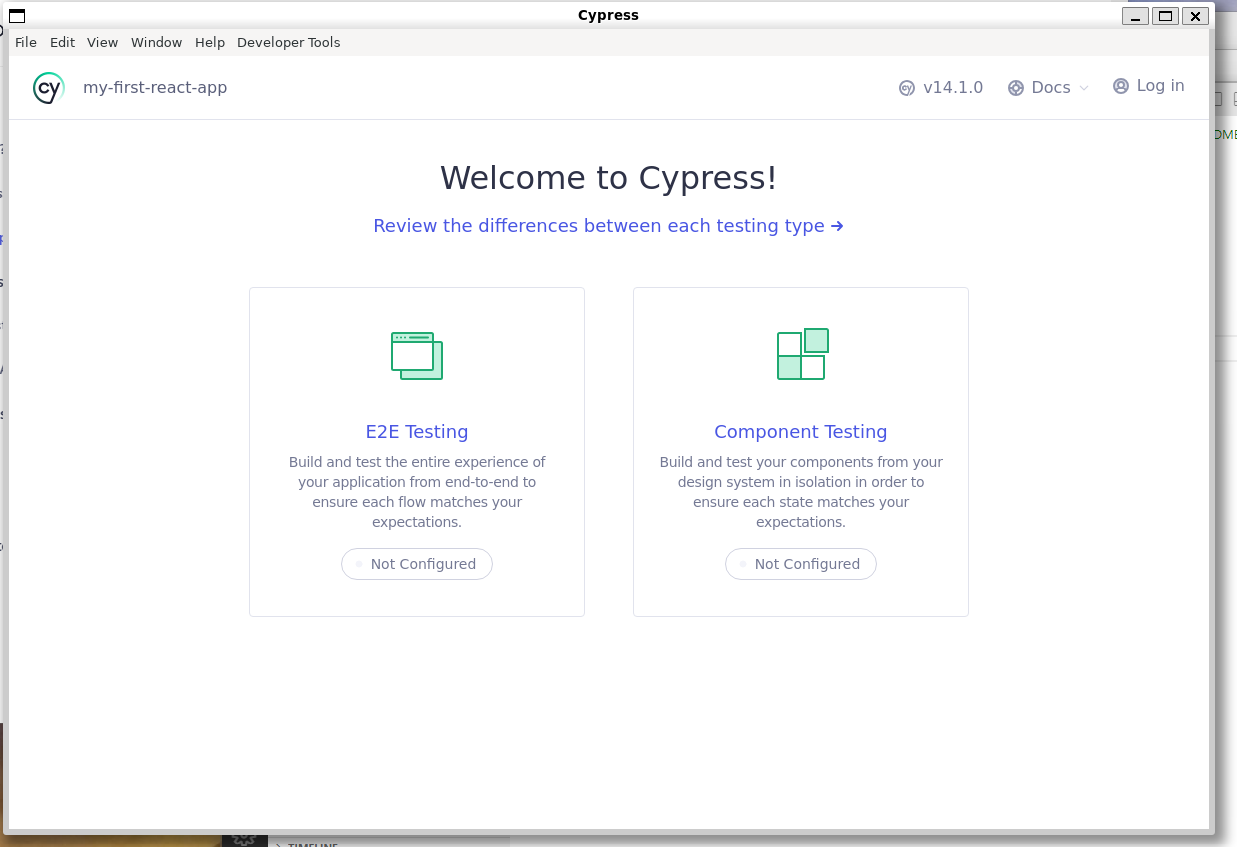 Cypress
File Edit View Window Help Developer Tools
cy my-first-react-app v14.1.0 Docs Log in
Welcome to Cypress!
Review the differences between each testing type →
E2E Testing
Build and test the entire experience of
your application from end-to-end to
ensure each flow matches your
expectations.
Not Configured
Component Testing
Build and test your components from your
design system in isolation in order to
ensure each state matches your
expectations.
Not Configured
TIMELINE